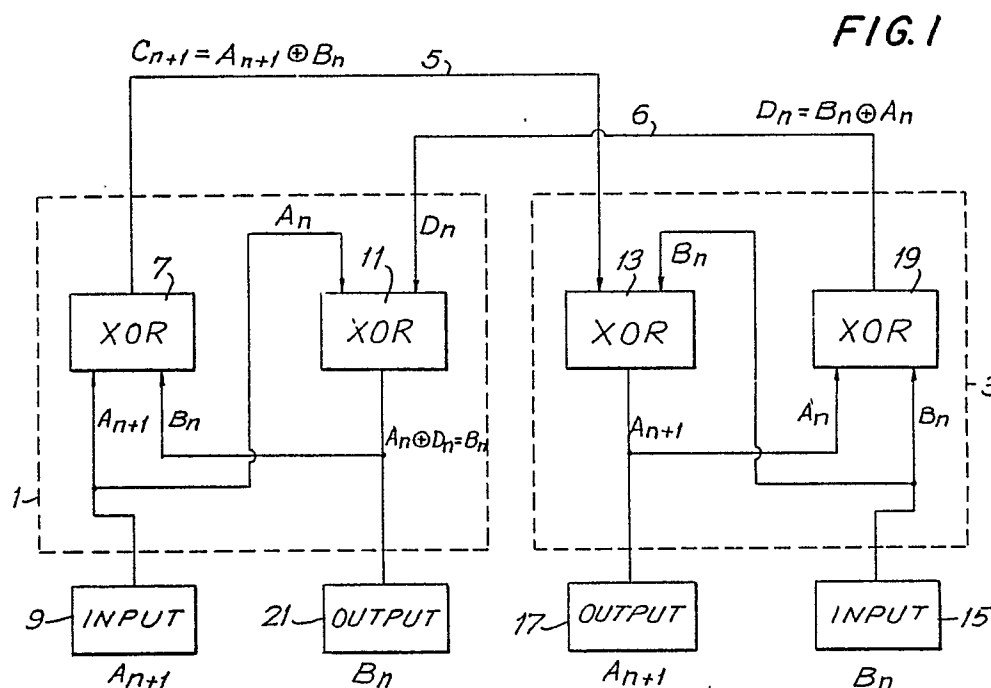 FIG.1
Cₙ₊₁ = Aₙ₊₁ ⊕ Bₙ
5
6
Dₙ = Bₙ ⊕ Aₙ
Aₙ
Dₙ
7
11
Bₙ
13
19
XOR
XOR
XOR
XOR
3
Aₙ₊₁
Bₙ
Aₙ⊕Dₙ=Bₙ
Aₙ₊₁
Aₙ
Bₙ
1
9
INPUT
21
OUTPUT
17
OUTPUT
INPUT
15
Aₙ₊₁
Bₙ
Aₙ₊₁
Bₙ